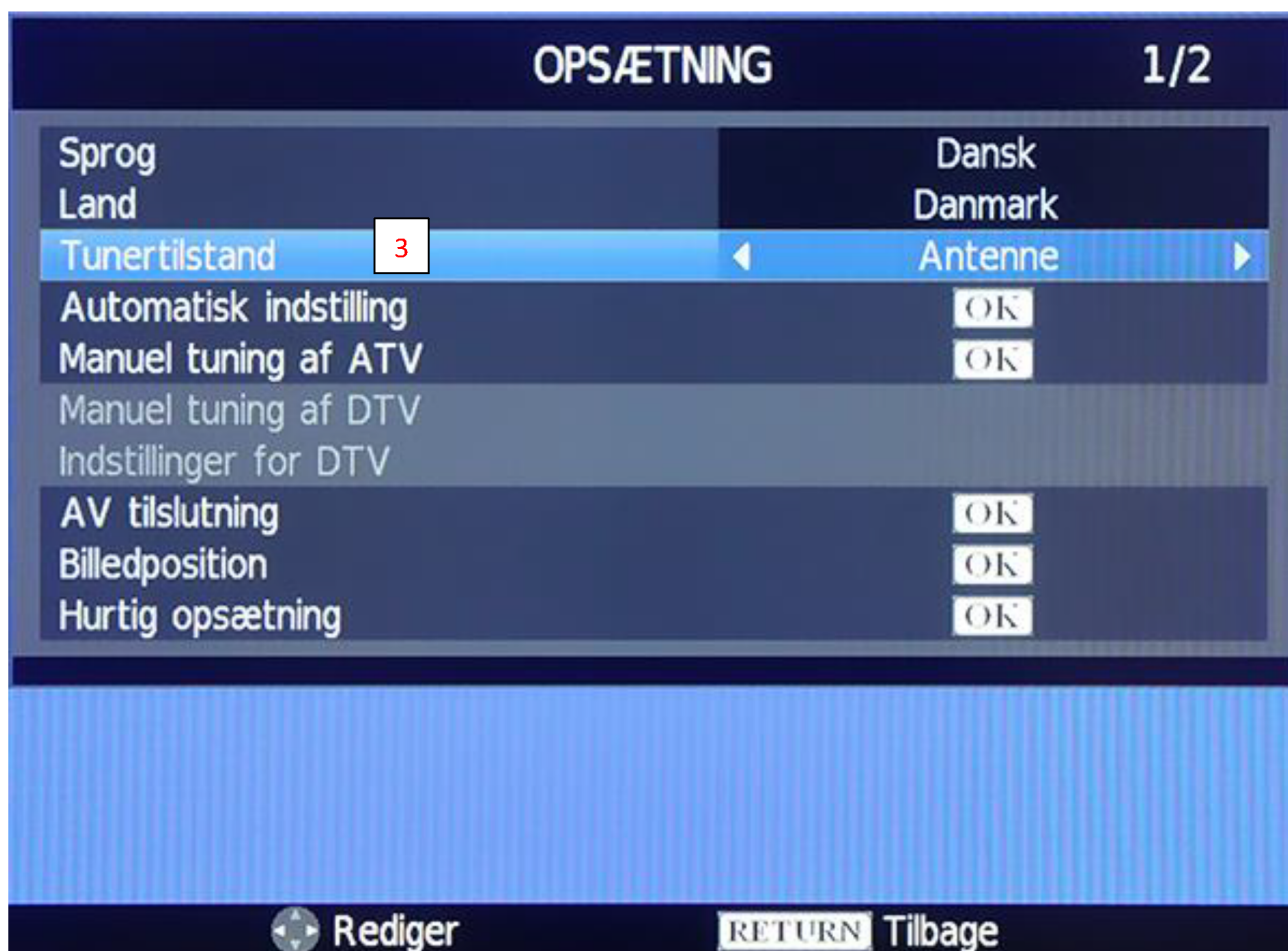 OPSÆTNING 1/2
Sprog Dansk
Land Danmark
Tunertilstand 3 Antenne
Automatisk indstilling OK
Manuel tuning af ATV OK
Manuel tuning af DTV
Indstillinger for DTV
AV tilslutning OK
Billedposition OK
Hurtig opsætning OK
Rediger RETURN Tilbage